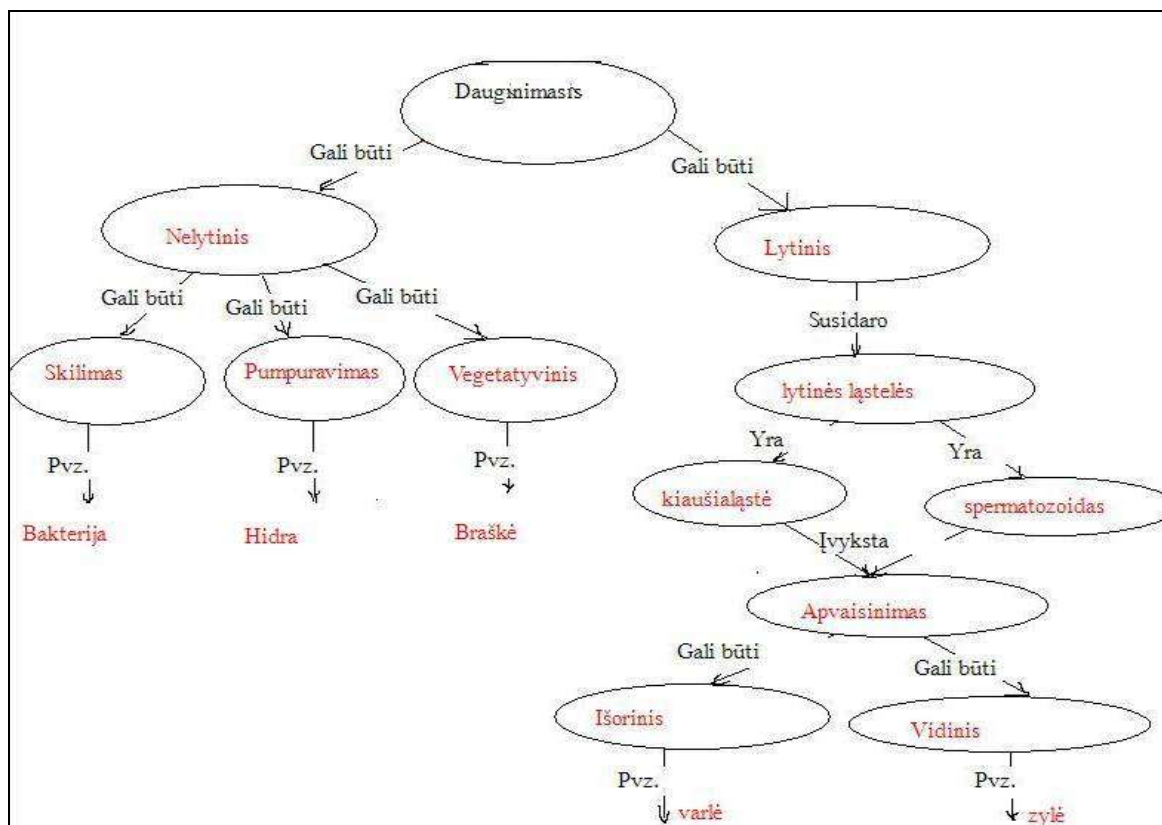 Dauginimasis
Gali būti
Gali būti
Nelytinis
Lytinis
Gali būti
Gali būti
Gali būti
Susidaro
Skilimas
Pumpuravimas
Vegetatyvinis
lytinės ląstelės
Pvz.
Pvz.
Pvz.
Yra
Yra
kiaušialąstė
spermatozoidas
Bakterija
Hidra
Braškė
Įvyksta
Apvaisinimas
Gali būti
Gali būti
Išorinis
Vidinis
Pvz.
Pvz.
varlė
zylė